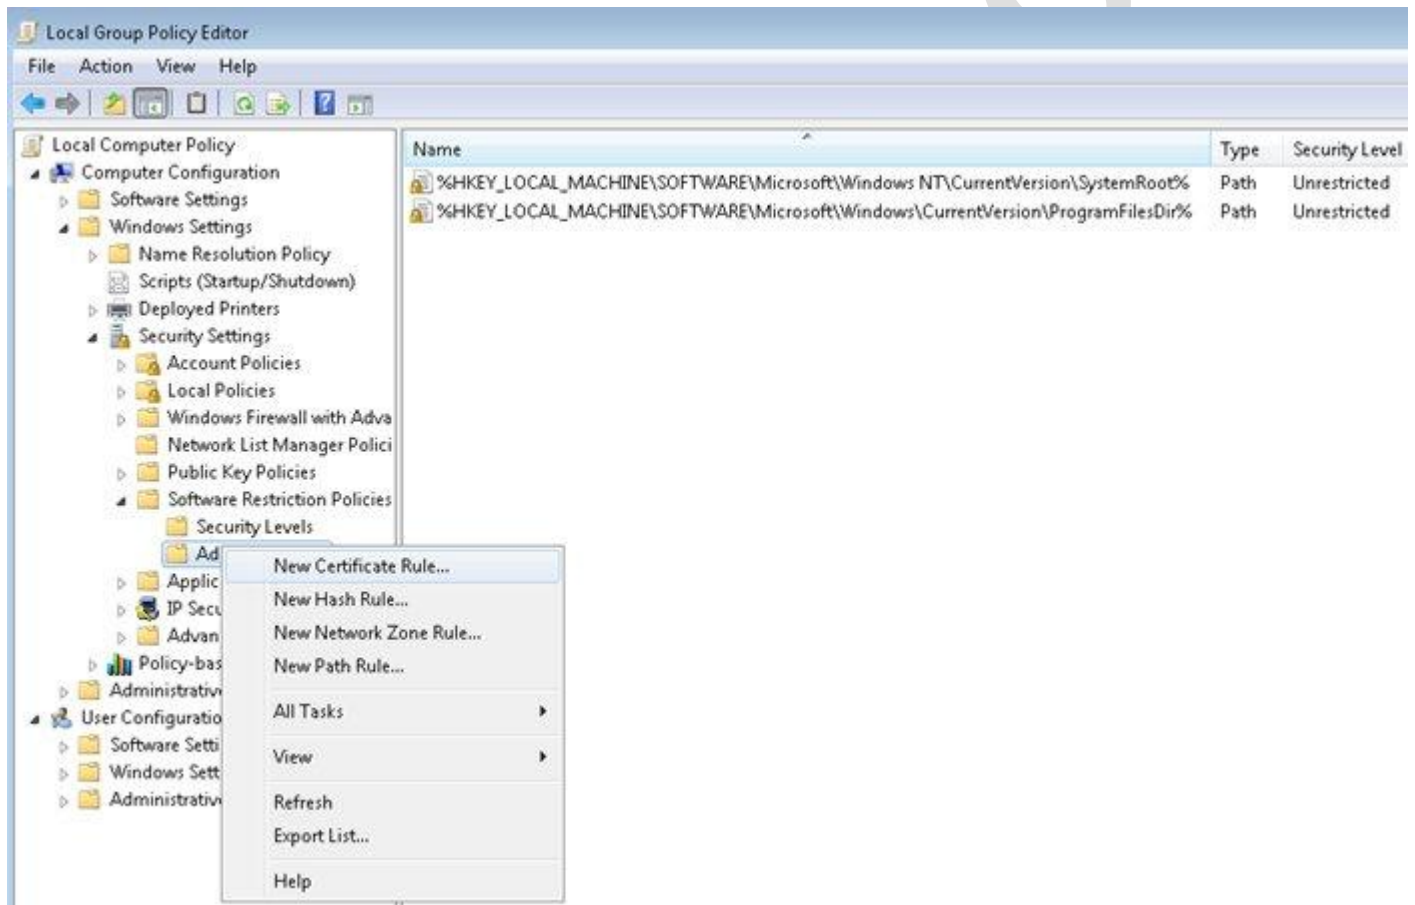 Local Group Policy Editor
File Action View Help
Local Computer Policy
Computer Configuration
Software Settings
Windows Settings
Name Resolution Policy
Scripts (Startup/Shutdown)
Deployed Printers
Security Settings
Account Policies
Local Policies
Windows Firewall with Adva
Network List Manager Polici
Public Key Policies
Software Restriction Policies
Security Levels
Ad
Applic
IP Secu
Advan
Policy-bas
Administrativ
User Configuratio
Software Setti
Windows Sett
Administrativ
Name Type Security Level
%HKEY_LOCAL_MACHINE\SOFTWARE\Microsoft\Windows NT\CurrentVersion\SystemRoot% Path Unrestricted
%HKEY_LOCAL_MACHINE\SOFTWARE\Microsoft\Windows\CurrentVersion\ProgramFilesDir% Path Unrestricted
New Certificate Rule...
New Hash Rule...
New Network Zone Rule...
New Path Rule...
All Tasks
View
Refresh
Export List...
Help